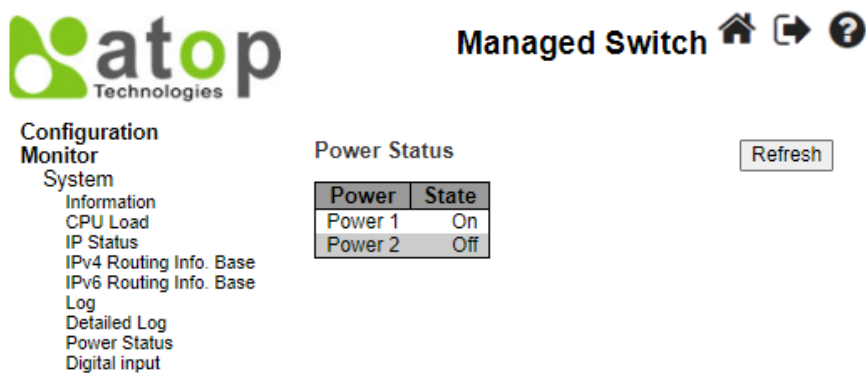 atop
Technologies
Managed Switch
Configuration
Monitor
System
Information
CPU Load
IP Status
IPv4 Routing Info. Base
IPv6 Routing Info. Base
Log
Detailed Log
Power Status
Digital input
Power Status
Refresh
Power State
Power 1 On
Power 2 Off